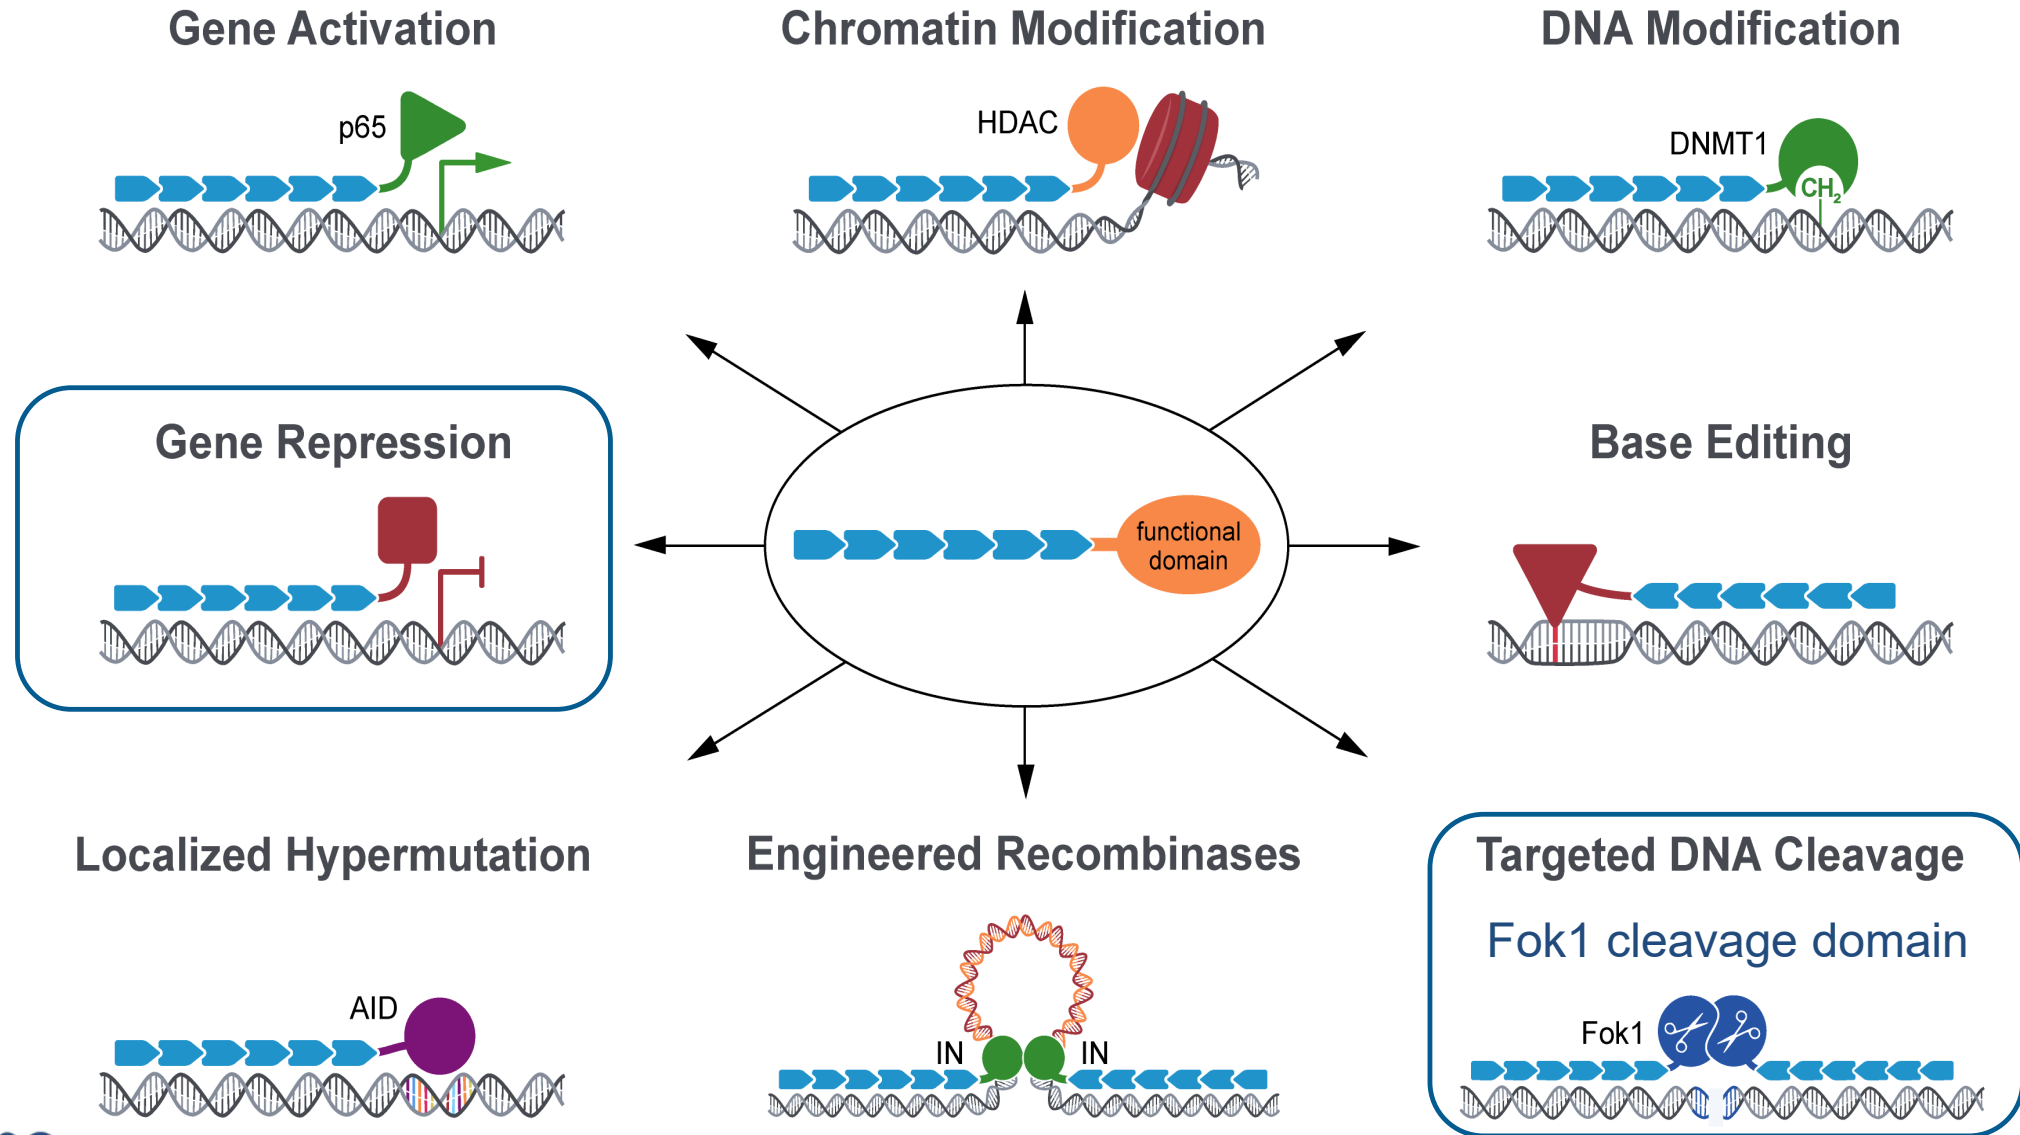 Gene Activation
p65
Chromatin Modification
HDAC
DNA Modification
DNMT1
CH₂
Gene Repression
functional
domain
Base Editing
Localized Hypermutation
AID
Engineered Recombinases
IN
IN
Targeted DNA Cleavage
Fok1 cleavage domain
Fok1